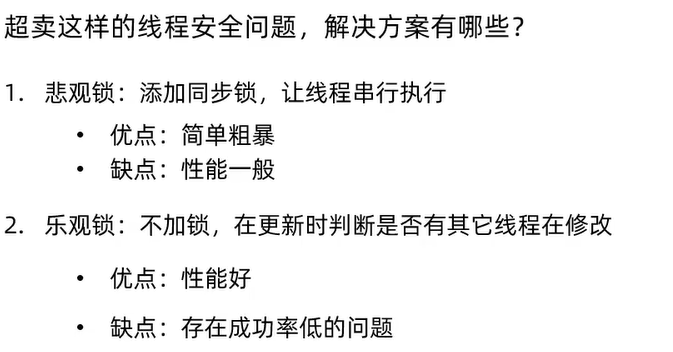 超卖这样的线程安全问题，解决方案有哪些？
1. 悲观锁：添加同步锁，让线程串行执行
• 优点：简单粗暴
• 缺点：性能一般
2. 乐观锁：不加锁，在更新时判断是否有其它线程在修改
• 优点：性能好
• 缺点：存在成功率低的问题